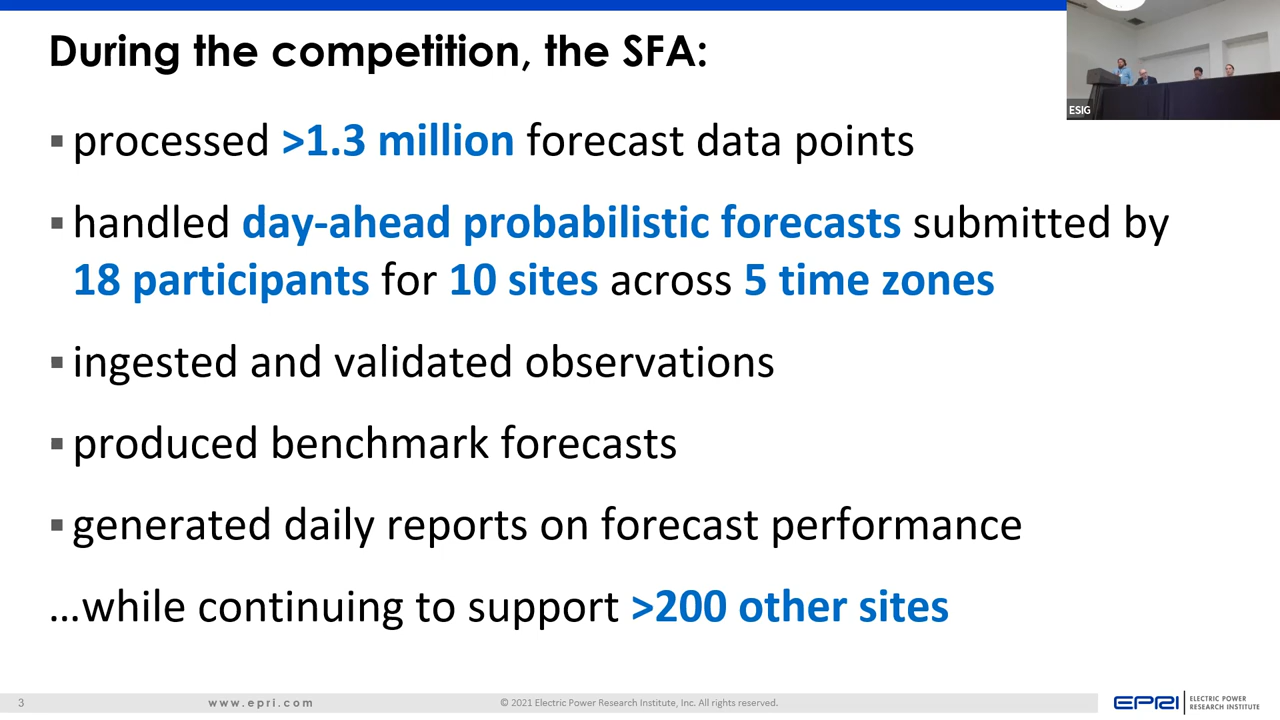 During the competition, the SFA:
ESIG
▪ processed >1.3 million forecast data points
▪ handled day-ahead probabilistic forecasts submitted by
18 participants for 10 sites across 5 time zones
▪ ingested and validated observations
▪ produced benchmark forecasts
▪ generated daily reports on forecast performance
…while continuing to support >200 other sites
3
www.epri.com
© 2021 Electric Power Research Institute, Inc. All rights reserved.
EPRI
ELECTRIC POWER
RESEARCH INSTITUTE